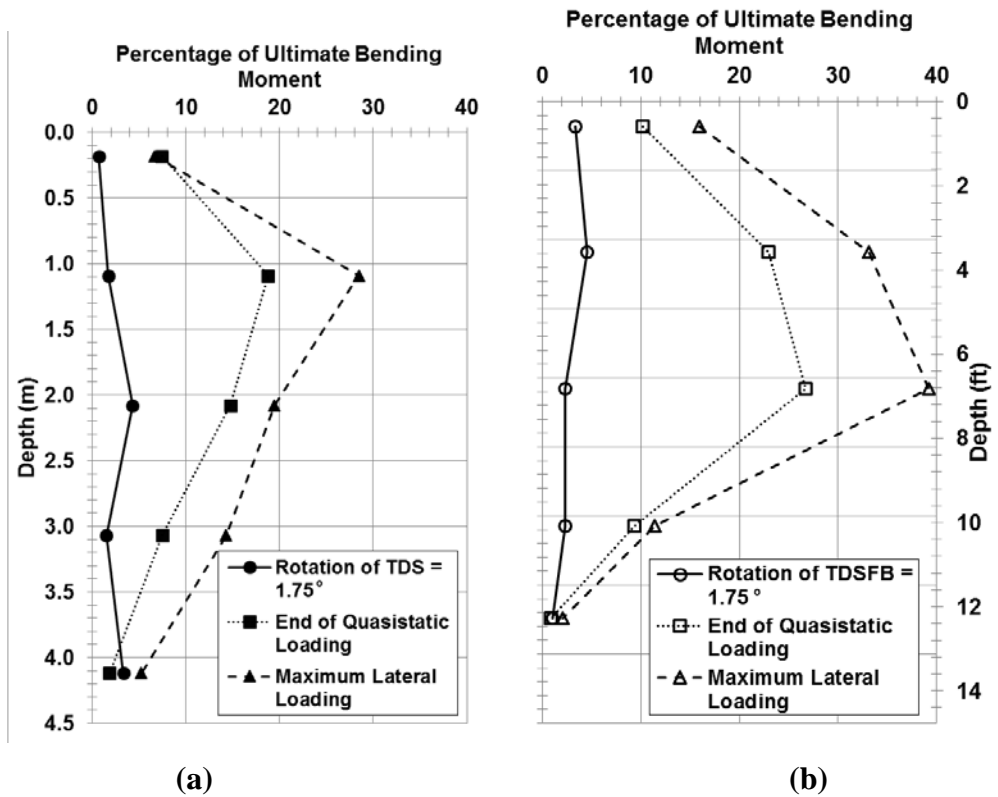 Percentage of Ultimate Bending
Moment
0 10 20 30 40
0.0
0.5
1.0
1.5
2.0
2.5
3.0
3.5
4.0
4.5
Depth (m)
Rotation of TDS =
1.75°
End of Quasistatic
Loading
Maximum Lateral
Loading
(a)
Percentage of Ultimate Bending
Moment
0 10 20 30 40
0
2
4
6
8
10
12
14
Depth (ft)
Rotation of TDSFB =
1.75°
End of Quasistatic
Loading
Maximum Lateral
Loading
(b)